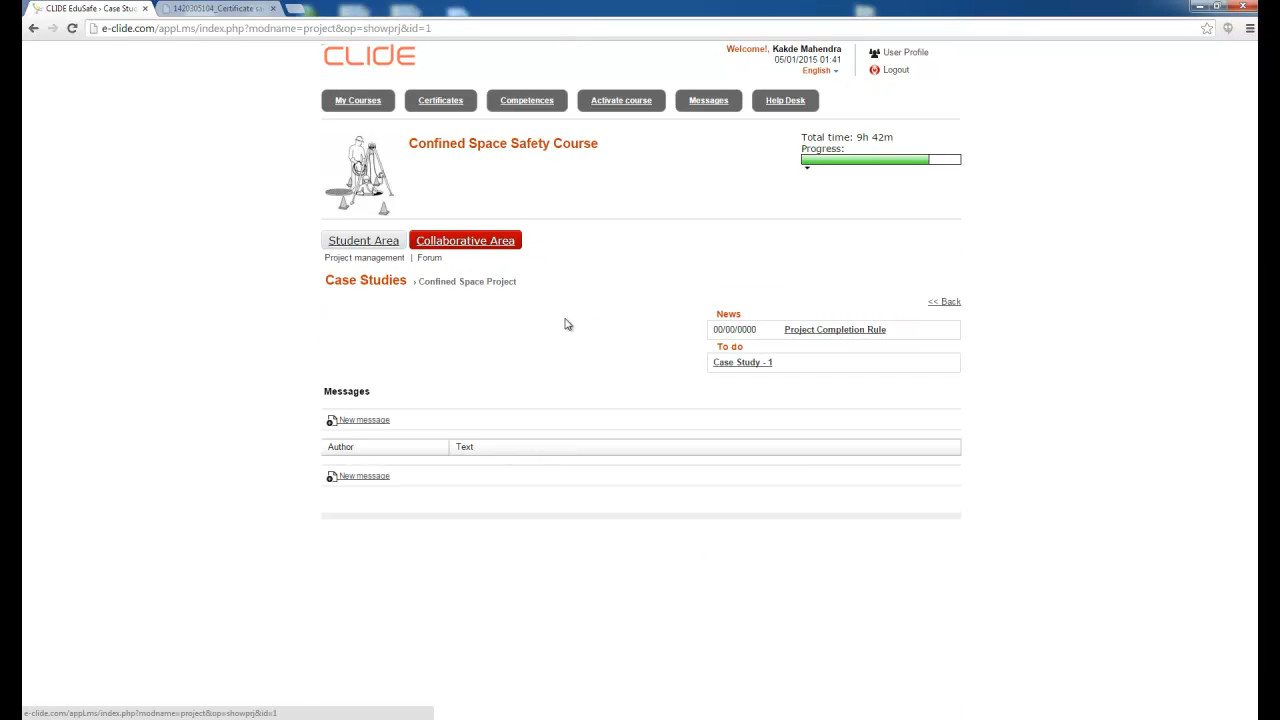 CLIDE EduSafe › Case Stud
1420305104_Certificate sa
e-clide.com/appLms/index.php?modname=project&op=showprj&id=1
CLIDE
Welcome!, Kakde Mahendra
05/01/2015 01:41
English
User Profile
Logout
My Courses
Certificates
Competences
Activate course
Messages
Help Desk
Confined Space Safety Course
Total time: 9h 42m
Progress:
Student Area
Collaborative Area
Project management | Forum
Case Studies › Confined Space Project
<< Back
News
00/00/0000 Project Completion Rule
To do
Case Study - 1
Messages
New message
Author Text
New message
e-clide.com/appLms/index.php?modname=project&op=showprj&id=1